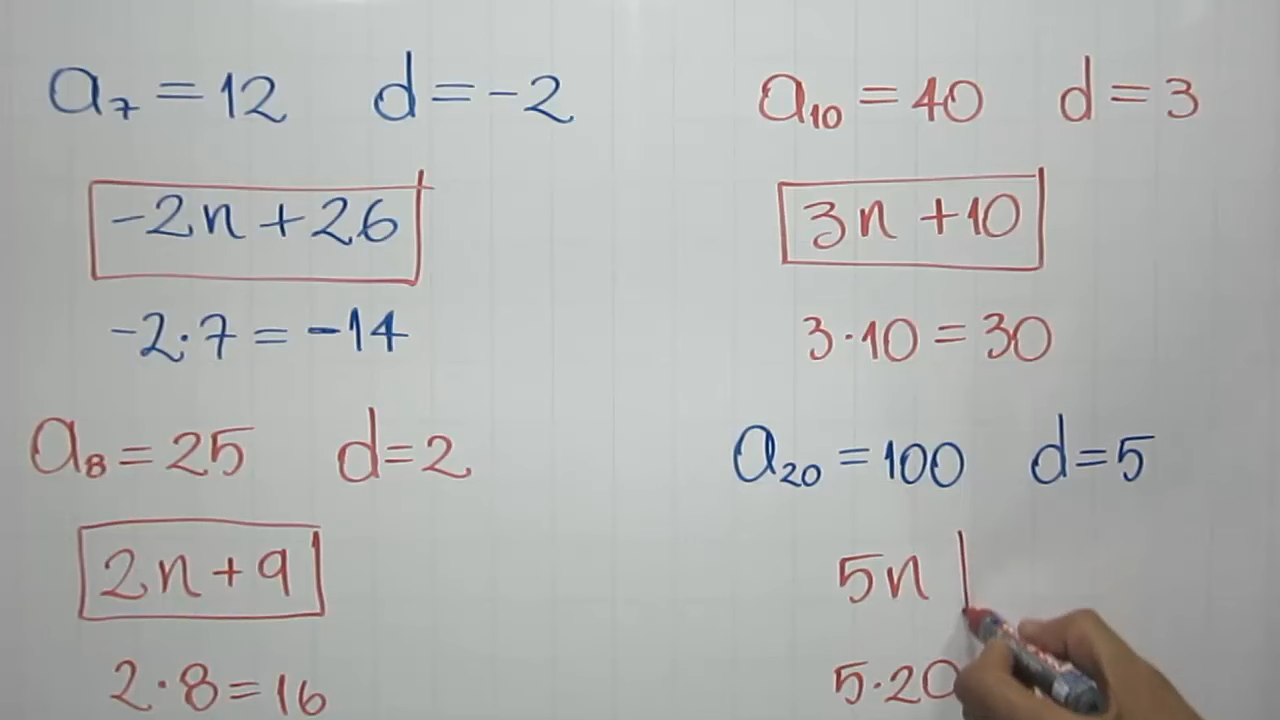 a₇ = 12 d = -2
-2n + 26
-2·7 = -14
a₈ = 25 d = 2
2n + 9
2·8 = 16
a₁₀ = 40 d = 3
3n + 10
3·10 = 30
a₂₀ = 100 d = 5
5n
5·20